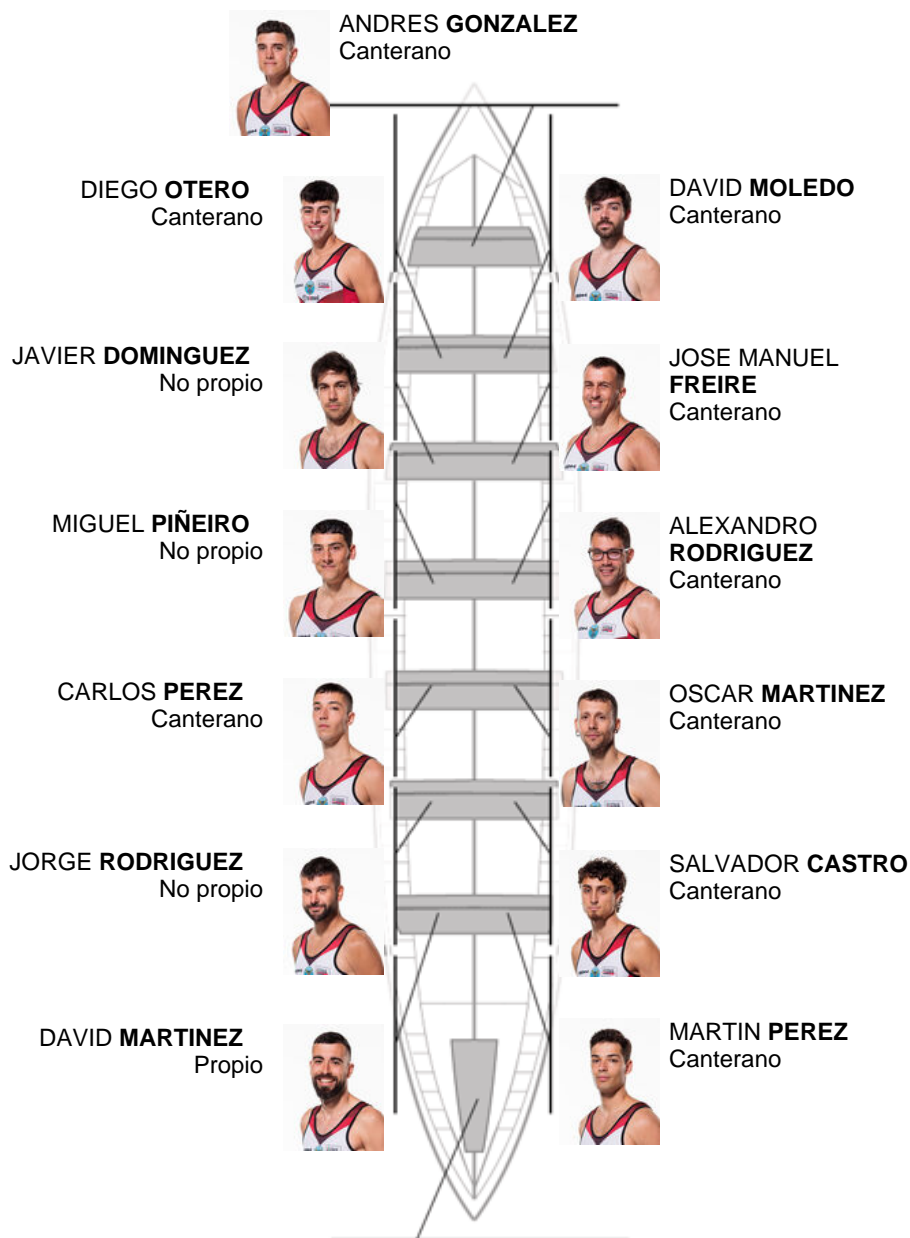 ANDRES GONZALEZ
Canterano
DIEGO OTERO
Canterano
DAVID MOLEDO
Canterano
JAVIER DOMINGUEZ
No propio
JOSE MANUEL
FREIRE
Canterano
MIGUEL PIÑEIRO
No propio
ALEXANDRO
RODRIGUEZ
Canterano
CARLOS PEREZ
Canterano
OSCAR MARTINEZ
Canterano
JORGE RODRIGUEZ
No propio
SALVADOR CASTRO
Canterano
DAVID MARTINEZ
Propio
MARTIN PEREZ
Canterano